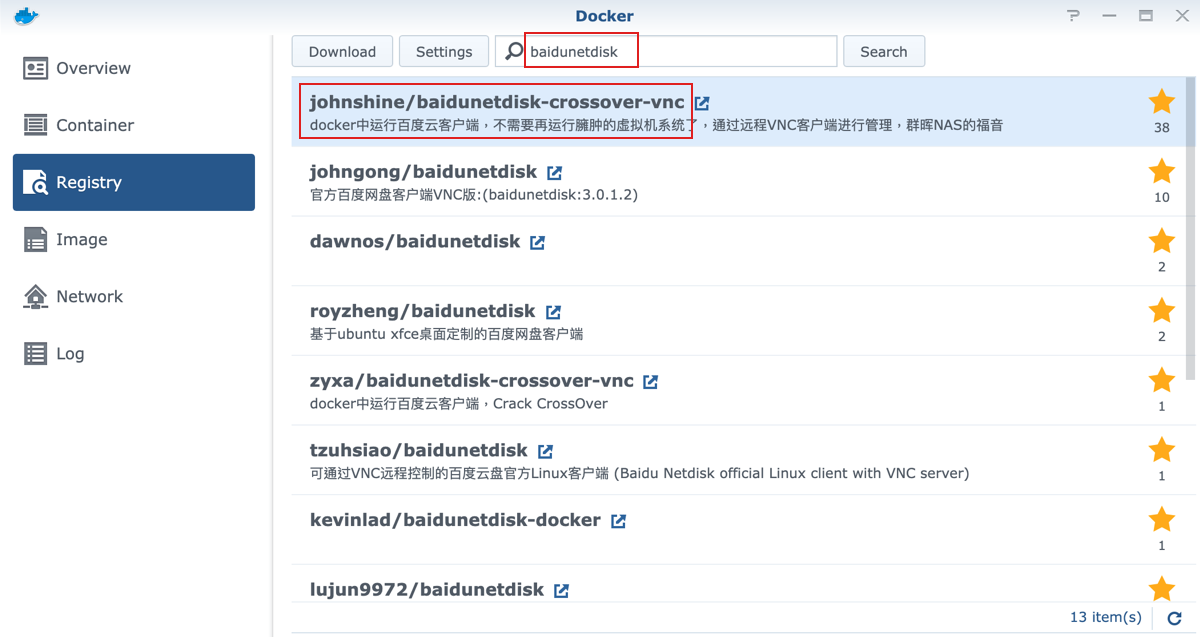 Docker
Overview
Container
Registry
Image
Network
Log
Download
Settings
baidunetdisk
Search
johnshine/baidunetdisk-crossover-vnc
docker中运行百度云客户端，不需要再运行臃肿的虚拟机系统了，通过远程VNC客户端进行管理，群晖NAS的福音
38
johngong/baidunetdisk
官方百度网盘客户端VNC版:(baidunetdisk:3.0.1.2)
10
dawnos/baidunetdisk
2
royzheng/baidunetdisk
基于ubuntu xfce桌面定制的百度网盘客户端
2
zyxa/baidunetdisk-crossover-vnc
docker中运行百度云客户端，Crack CrossOver
1
tzuhsiao/baidunetdisk
可通过VNC远程控制的百度云盘官方Linux客户端 (Baidu Netdisk official Linux client with VNC server)
1
kevinlad/baidunetdisk-docker
1
lujun9972/baidunetdisk
13 item(s)